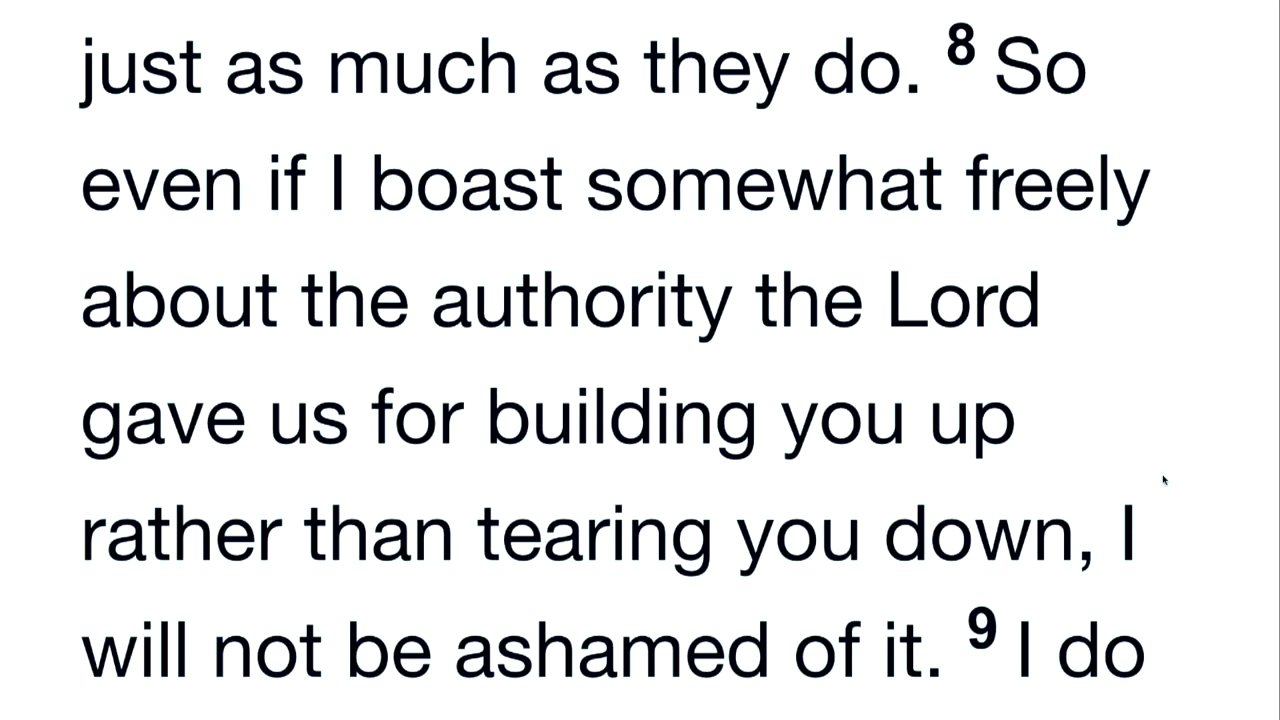 just as much as they do. 8 So
even if I boast somewhat freely
about the authority the Lord
gave us for building you up
rather than tearing you down, I
will not be ashamed of it. 9 I do